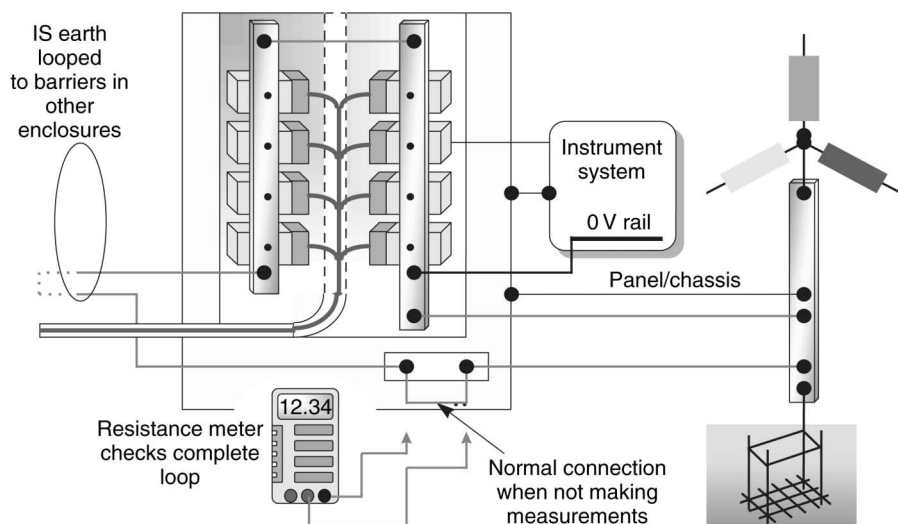 IS earth
looped
to barriers in
other
enclosures
Instrument
system
0 V rail
Panel/chassis
12.34
Resistance meter
checks complete
loop
Normal connection
when not making
measurements